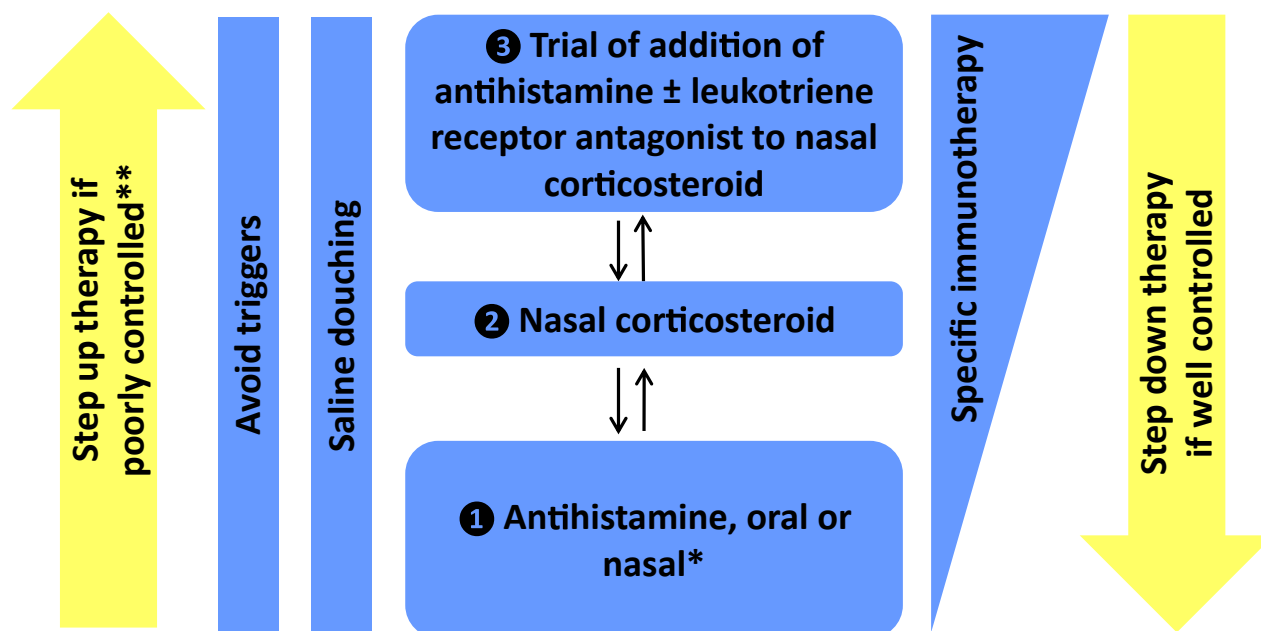 Step up therapy if
poorly controlled**
Avoid triggers
Saline douching
❸ Trial of addition of
antihistamine ± leukotriene
receptor antagonist to nasal
corticosteroid
❷ Nasal corticosteroid
❶ Antihistamine, oral or
nasal*
Specific immunotherapy
Step down therapy
if well controlled